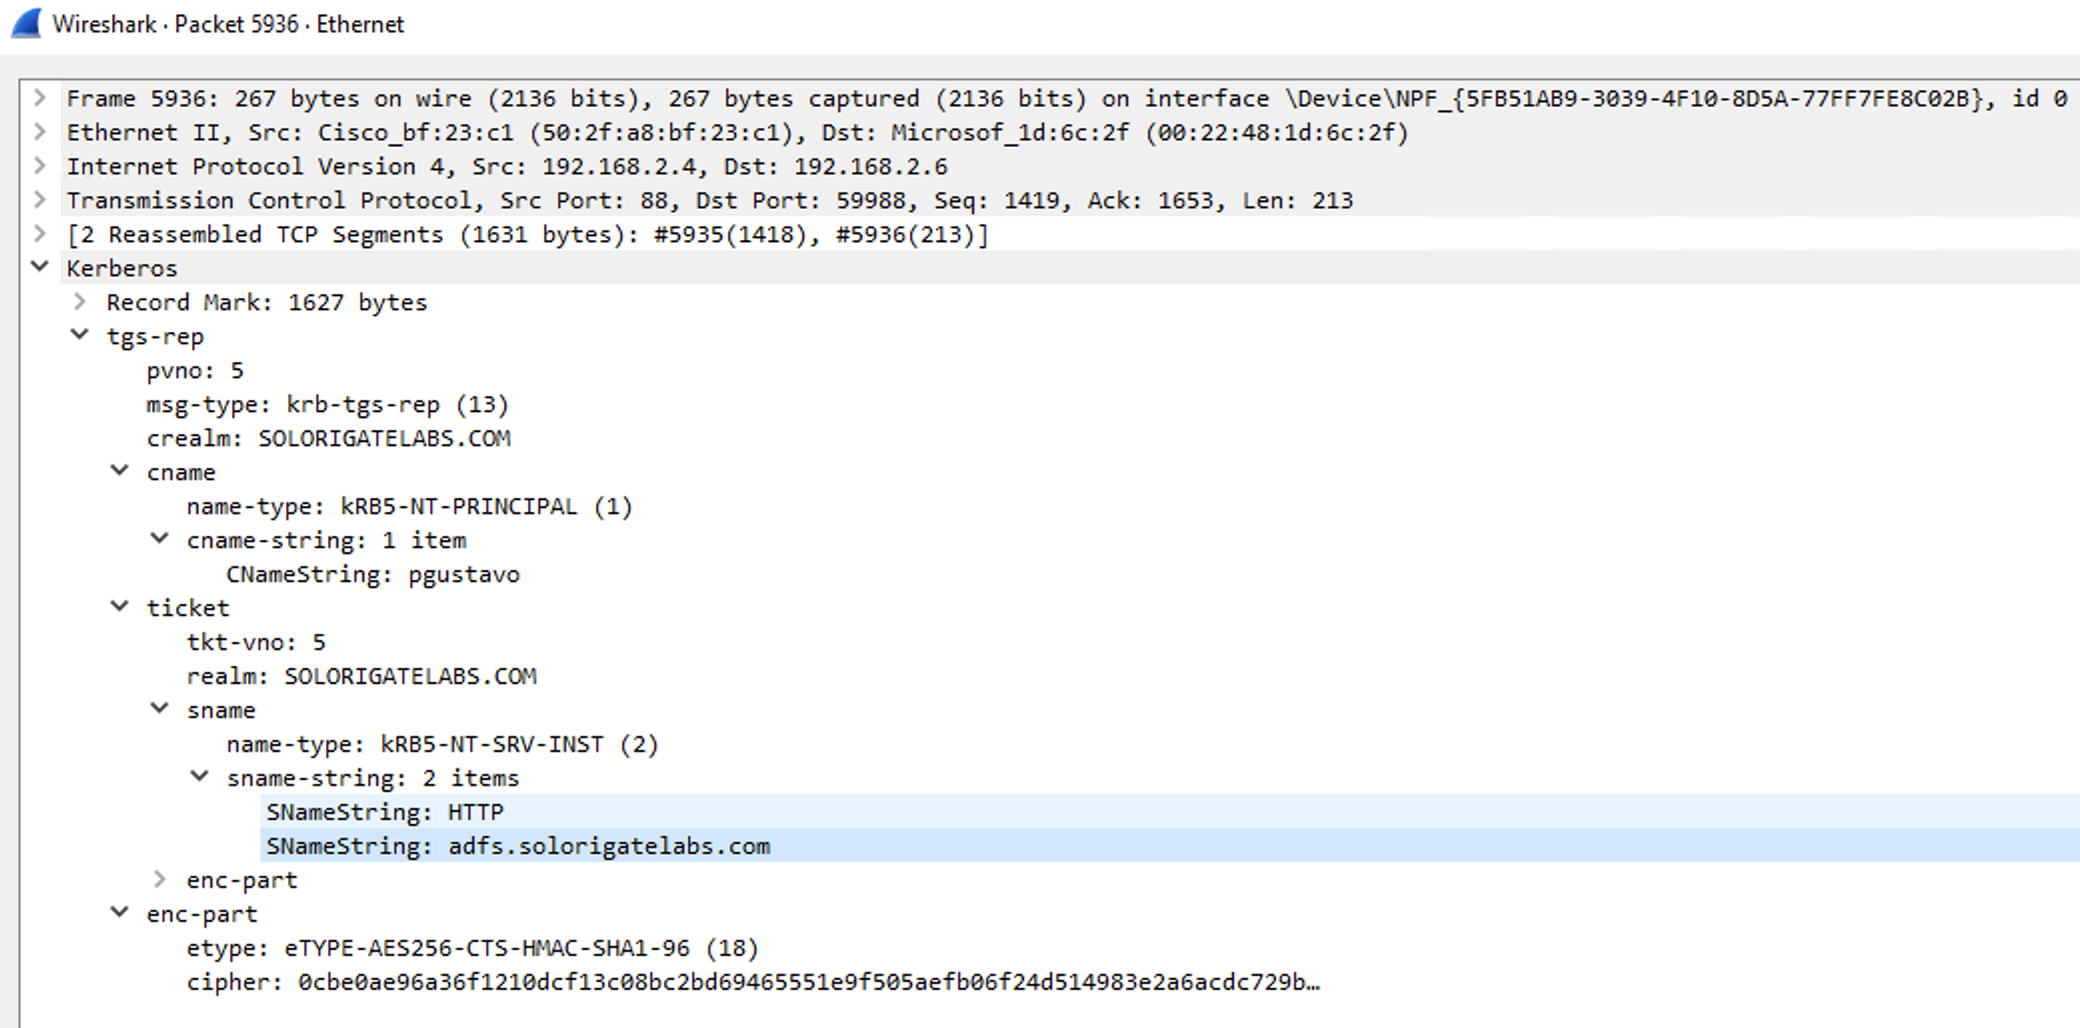 Wireshark · Packet 5936 · Ethernet
Frame 5936: 267 bytes on wire (2136 bits), 267 bytes captured (2136 bits) on interface \Device\NPF_{5FB51AB9-3039-4F10-8D5A-77FF7FE8C02B}, id 0
Ethernet II, Src: Cisco_bf:23:c1 (50:2f:a8:bf:23:c1), Dst: Microsof_1d:6c:2f (00:22:48:1d:6c:2f)
Internet Protocol Version 4, Src: 192.168.2.4, Dst: 192.168.2.6
Transmission Control Protocol, Src Port: 88, Dst Port: 59988, Seq: 1419, Ack: 1653, Len: 213
[2 Reassembled TCP Segments (1631 bytes): #5935(1418), #5936(213)]
Kerberos
Record Mark: 1627 bytes
tgs-rep
pvno: 5
msg-type: krb-tgs-rep (13)
crealm: SOLORIGATELABS.COM
cname
name-type: kRB5-NT-PRINCIPAL (1)
cname-string: 1 item
CNameString: pgustavo
ticket
tkt-vno: 5
realm: SOLORIGATELABS.COM
sname
name-type: kRB5-NT-SRV-INST (2)
sname-string: 2 items
SNameString: HTTP
SNameString: adfs.solorigatelabs.com
enc-part
enc-part
etype: eTYPE-AES256-CTS-HMAC-SHA1-96 (18)
cipher: 0cbe0ae96a36f1210dcf13c08bc2bd69465551e9f505aefb06f24d514983e2a6acdc729b…